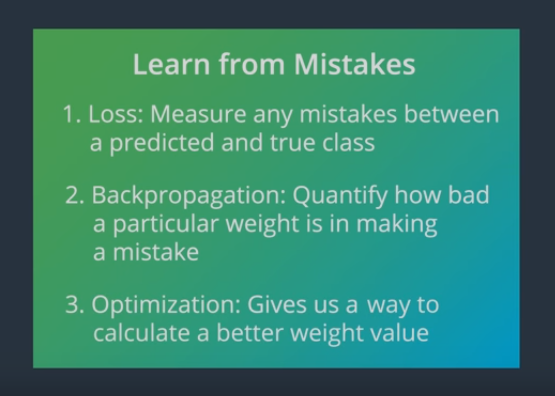 Learn from Mistakes
1. Loss: Measure any mistakes between
a predicted and true class
2. Backpropagation: Quantify how bad
a particular weight is in making
a mistake
3. Optimization: Gives us a way to
calculate a better weight value